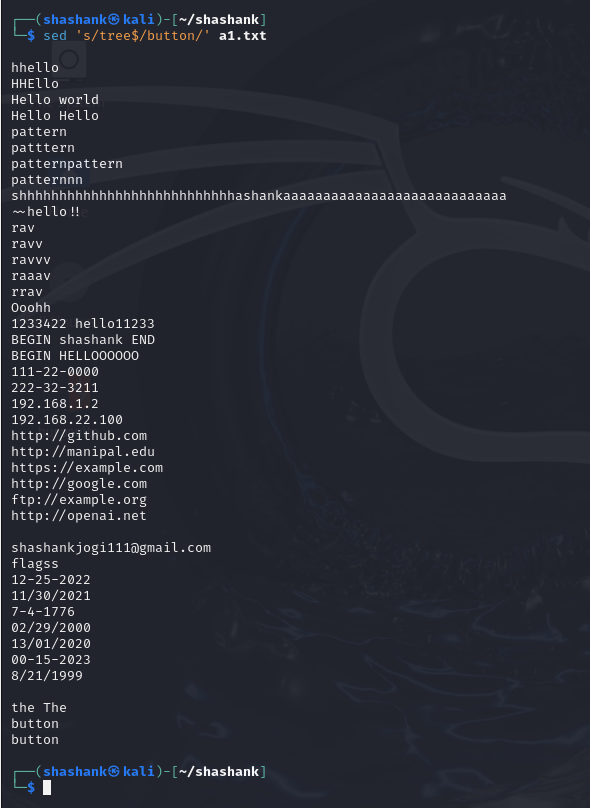 ┌──(shashank㉿kali)-[~/shashank]
└─$ sed 's/tree$/button/' a1.txt
hhello
HHEllo
Hello world
Hello Hello
pattern
patttern
patternpattern
patternnn
shhhhhhhhhhhhhhhhhhhhhhhhhhhashankaaaaaaaaaaaaaaaaaaaaaaaaaaaa
~~hello!!
rav
ravv
ravvv
raaav
rrav
Ooohh
1233422 hello11233
BEGIN shashank END
BEGIN HELLOOOOOO
111-22-0000
222-32-3211
192.168.1.2
192.168.22.100
http://github.com
http://manipal.edu
https://example.com
http://google.com
ftp://example.org
http://openai.net
shashankjogi111@gmail.com
flagss
12-25-2022
11/30/2021
7-4-1776
02/29/2000
13/01/2020
00-15-2023
8/21/1999
the The
button
button
┌──(shashank㉿kali)-[~/shashank]
└─$